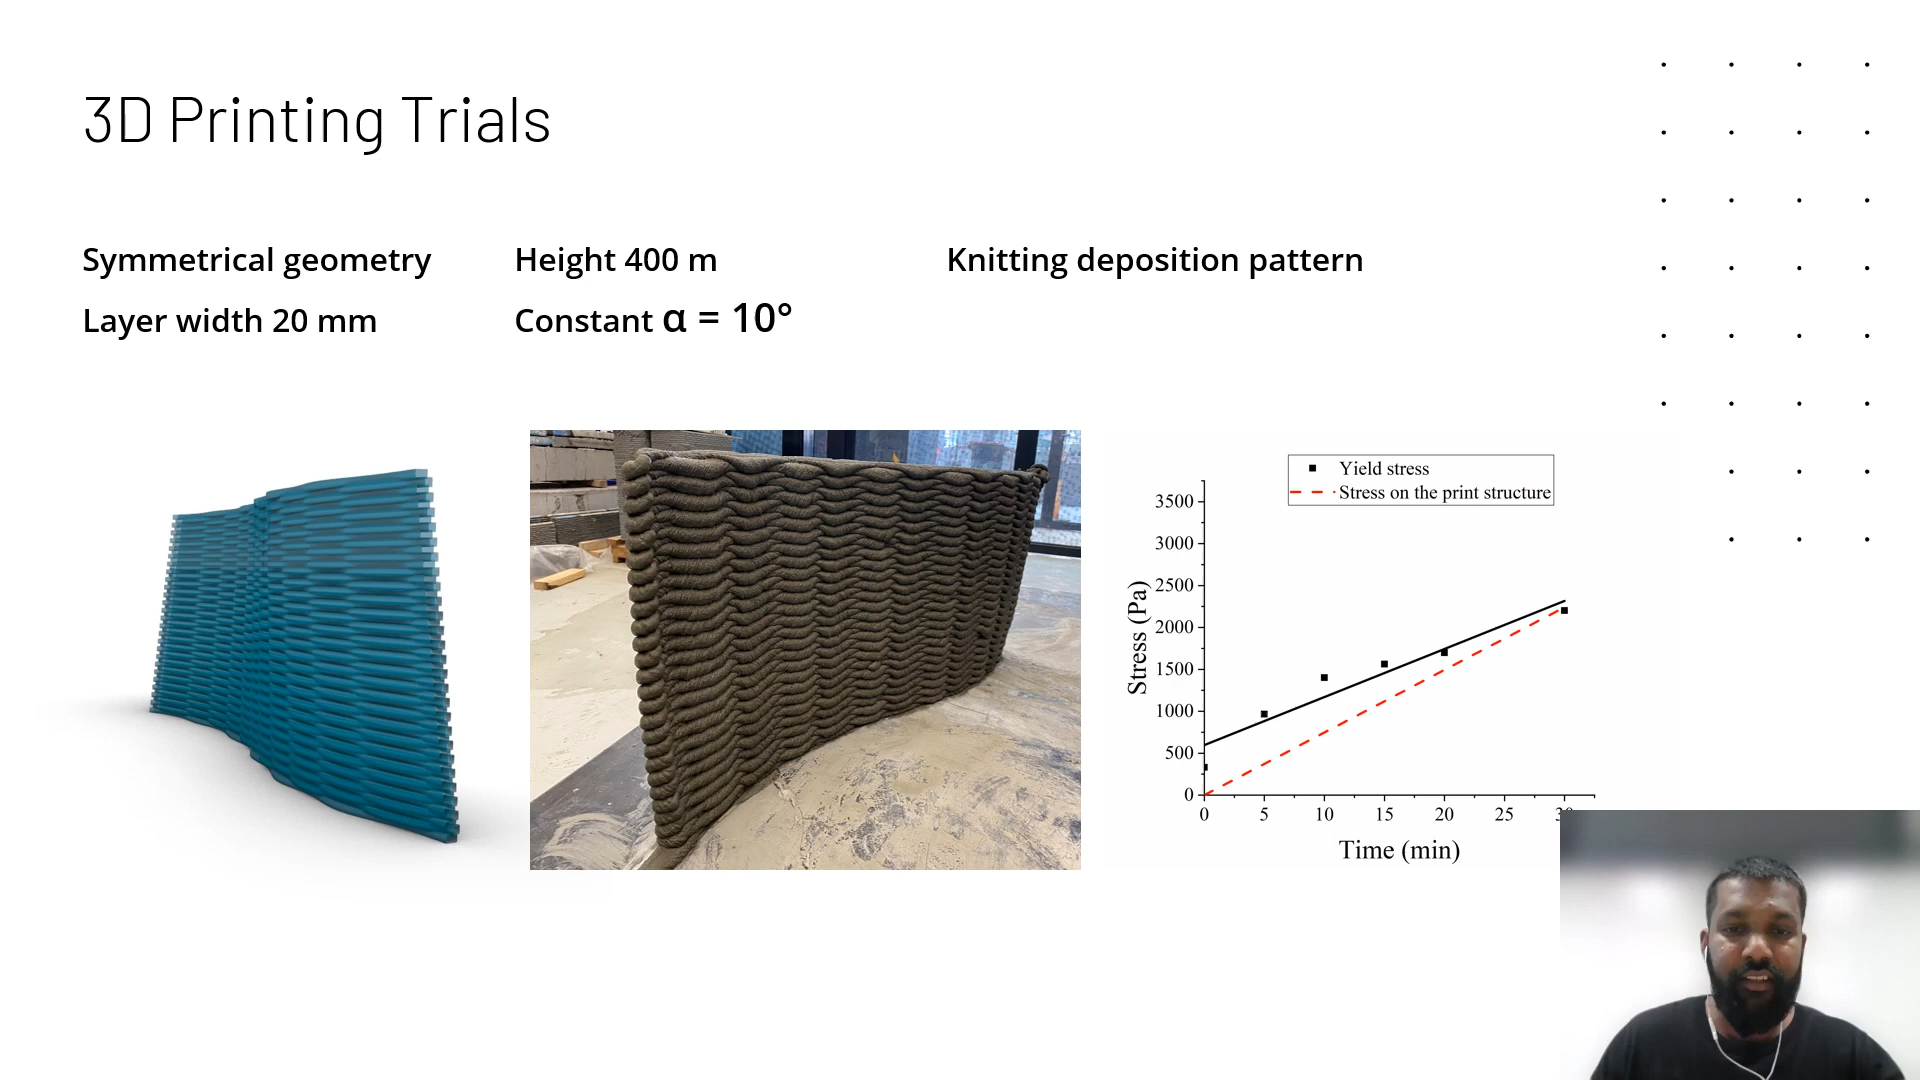 3D Printing Trials
Symmetrical geometry
Layer width 20 mm
Height 400 m
Constant α = 10°
Knitting deposition pattern
Yield stress
Stress on the print structure
3500
3000
2500
2000
1500
1000
500
0
Stress (Pa)
0 5 10 15 20 25
Time (min)